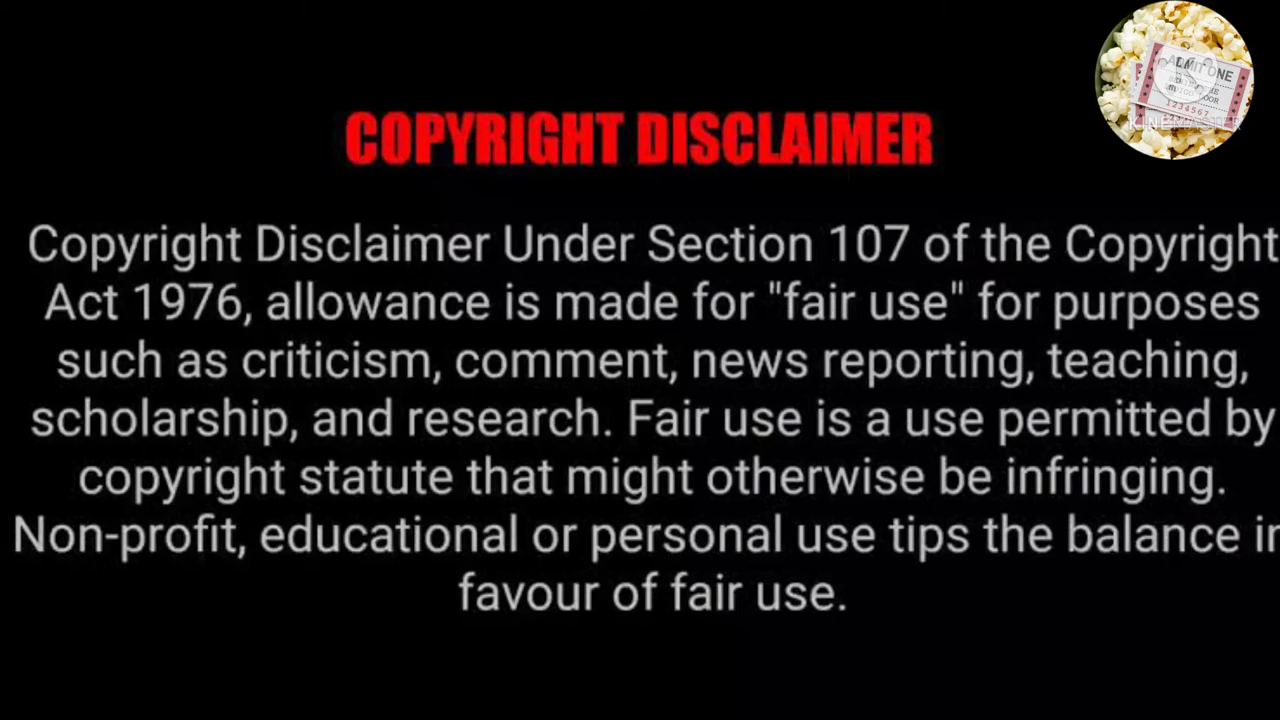 ADMIT ONE
1234567
KINEMASTER
COPYRIGHT DISCLAIMER
Copyright Disclaimer Under Section 107 of the Copyright
Act 1976, allowance is made for "fair use" for purposes
such as criticism, comment, news reporting, teaching,
scholarship, and research. Fair use is a use permitted by
copyright statute that might otherwise be infringing.
Non-profit, educational or personal use tips the balance in
favour of fair use.